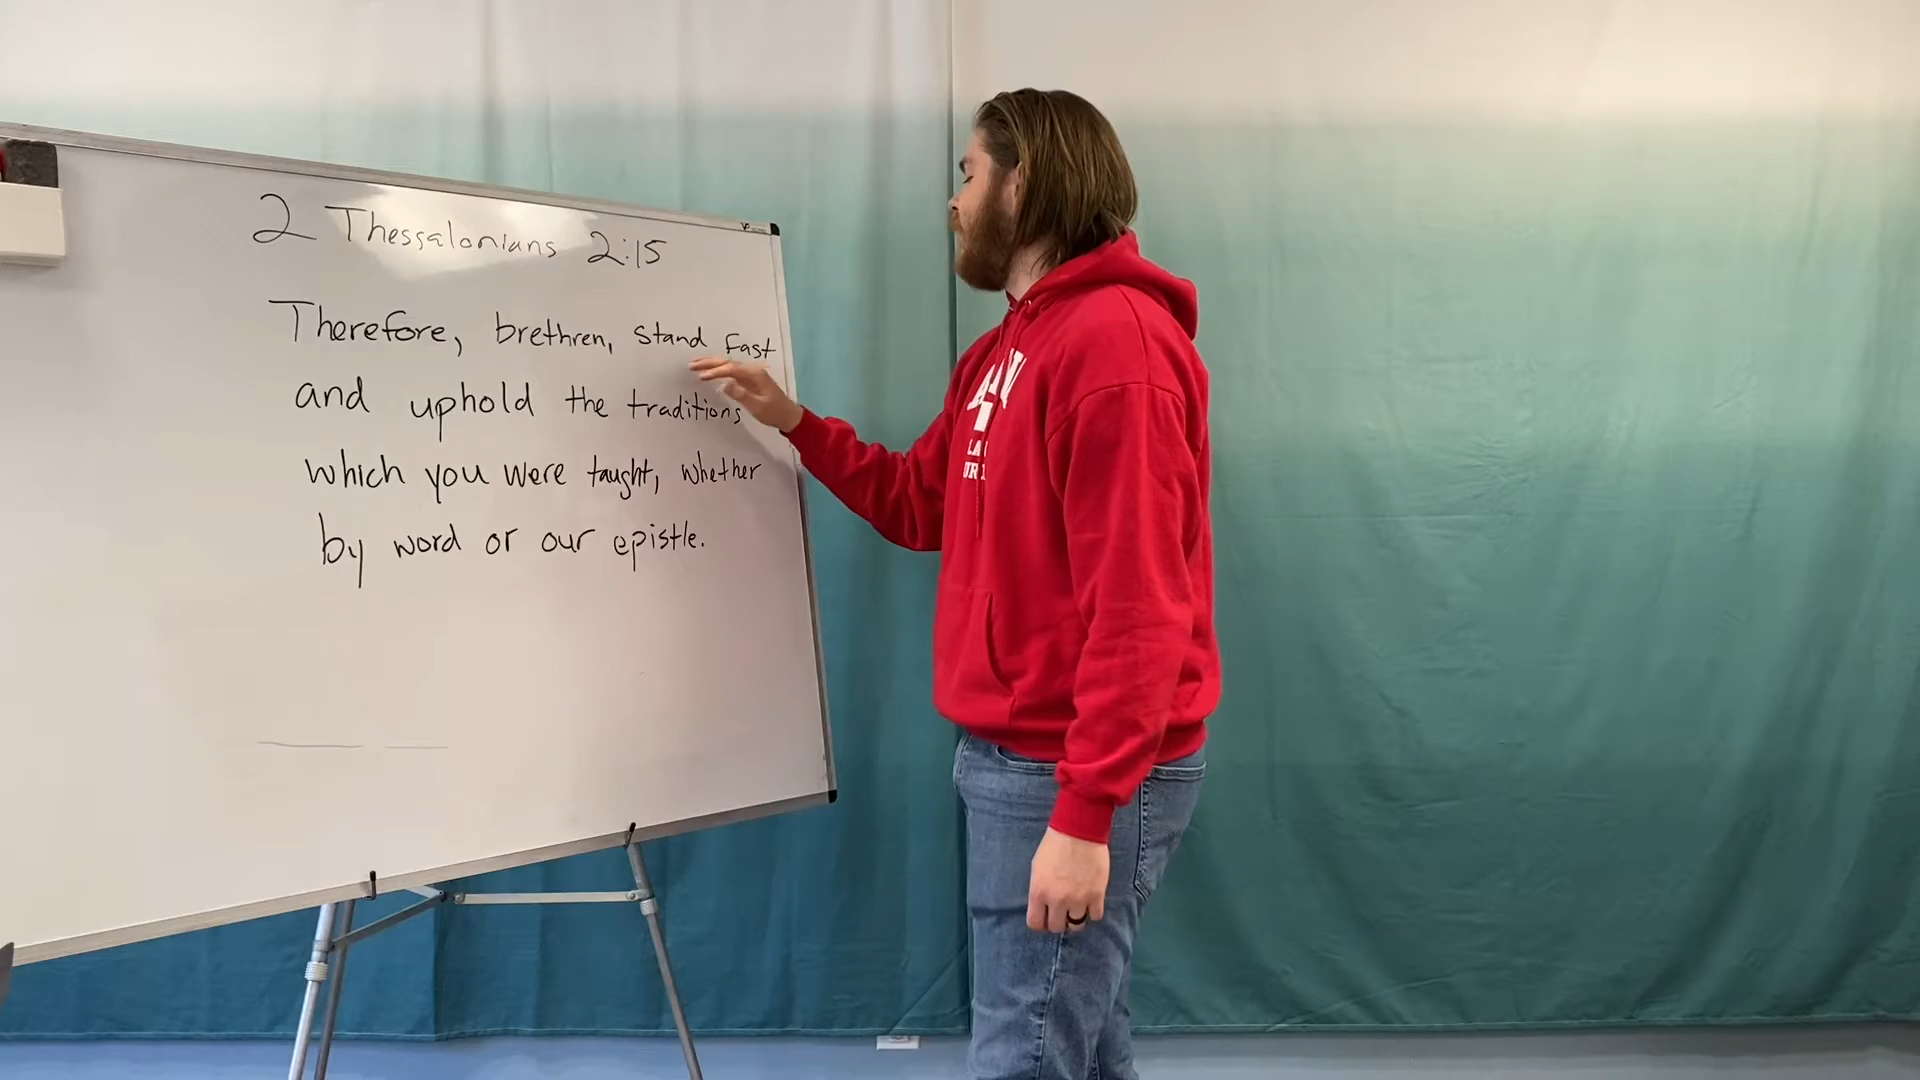 2 Thessalonians 2:15
Therefore, brethren, stand fast
and uphold the traditions
which you were taught, whether
by word or our epistle.